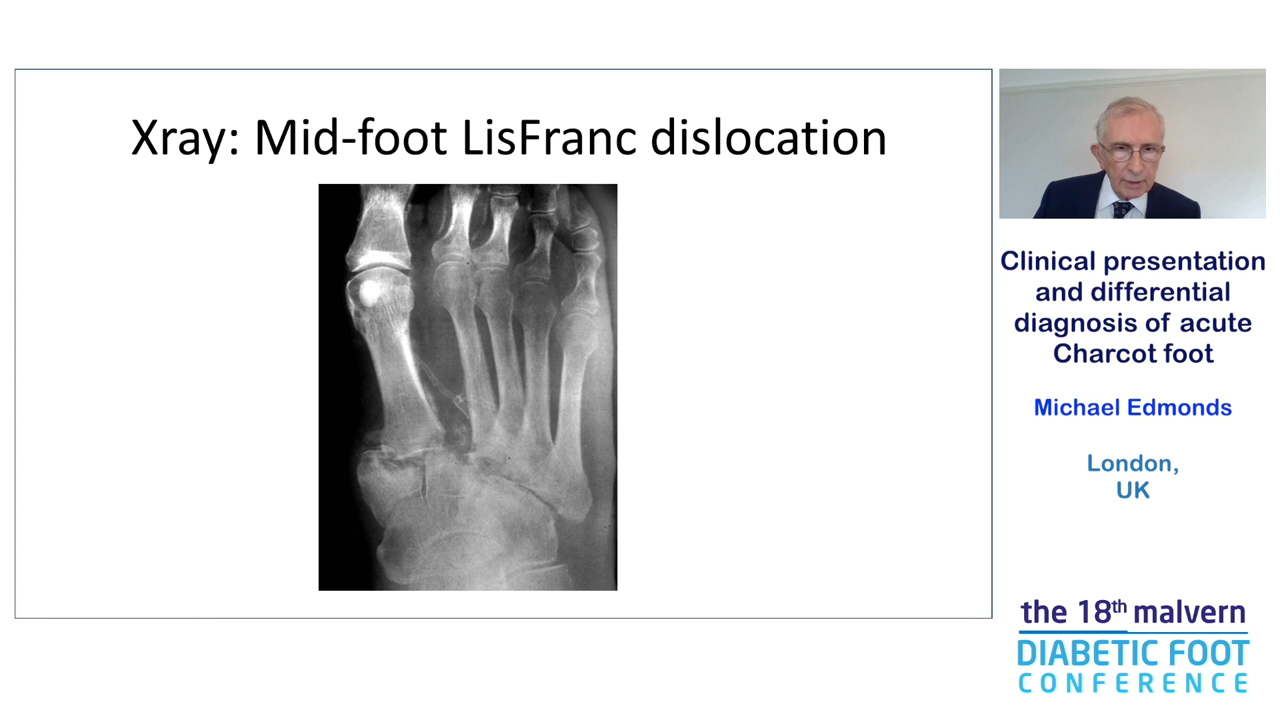 Xray: Mid-foot LisFranc dislocation
Clinical presentation
and differential
diagnosis of acute
Charcot foot
Michael Edmonds
London,
UK
the 18th malvern
DIABETIC FOOT
CONFERENCE